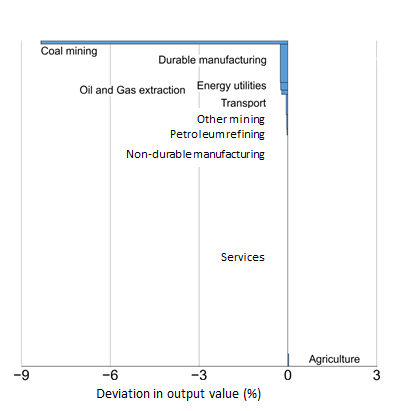 Coal mining
Durable manufacturing
Energy utilities
Oil and Gas extraction
Transport
Other mining
Petroleum refining
Non-durable manufacturing
Services
Agriculture
−9 −6 −3 0 3
Deviation in output value (%)